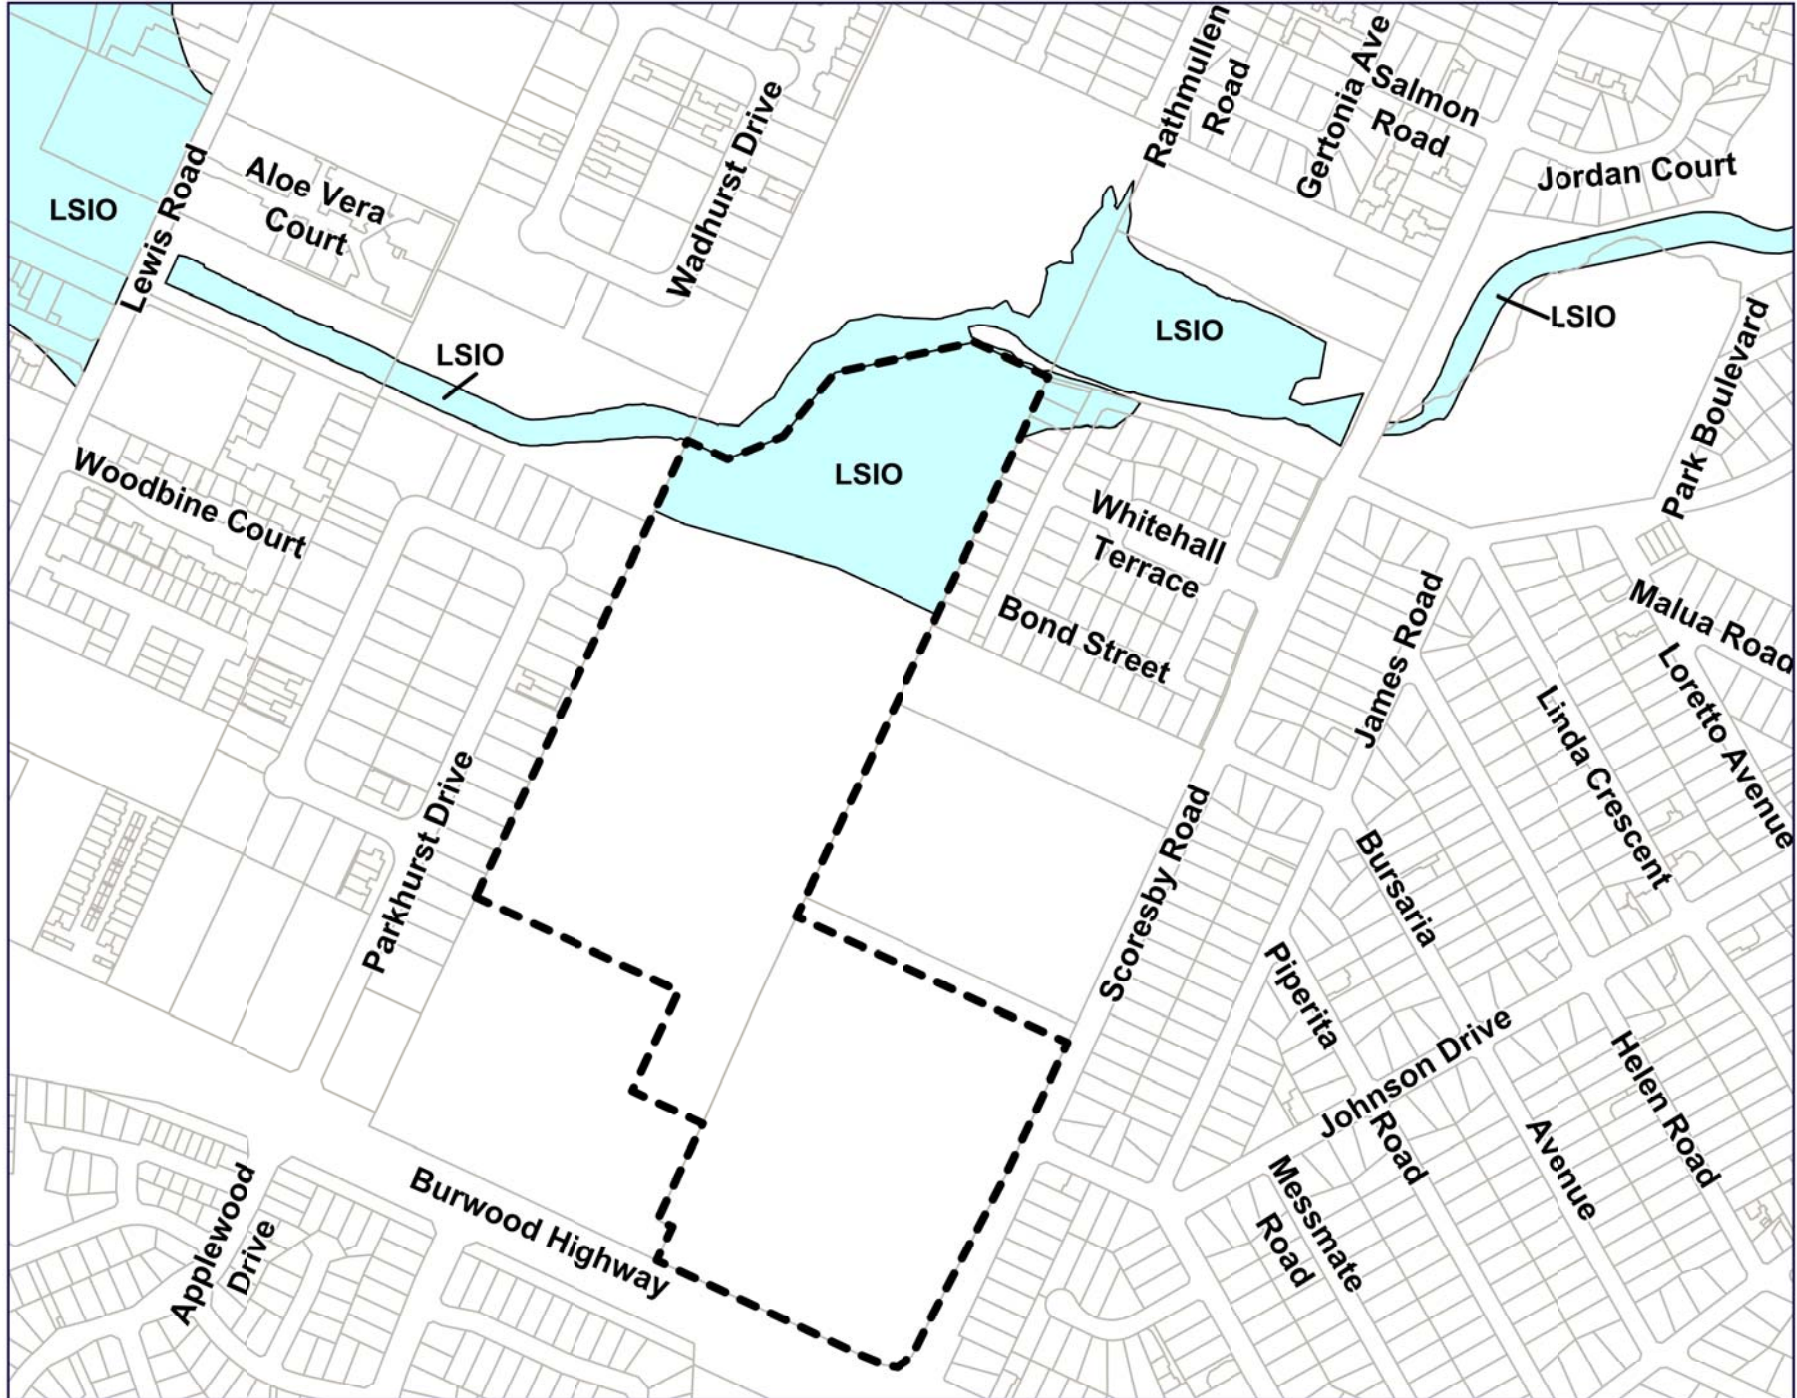 Rathmullen
Road
Gertonia Ave
Salmon
Road
Jordan Court
Wadhurst Drive
Aloe Vera
Court
Lewis Road
LSIO
LSIO
LSIO
LSIO
LSIO
Park Boulevard
Woodbine Court
Whitehall
Terrace
Bond Street
James Road
Malua Road
Loretto Avenue
Linda Crescent
Parkhurst Drive
Scoresby Road
Bursaria
Avenue
Piperita
Road
Johnson Drive
Helen Road
Messmate
Road
Burwood Highway
Applewood
Drive